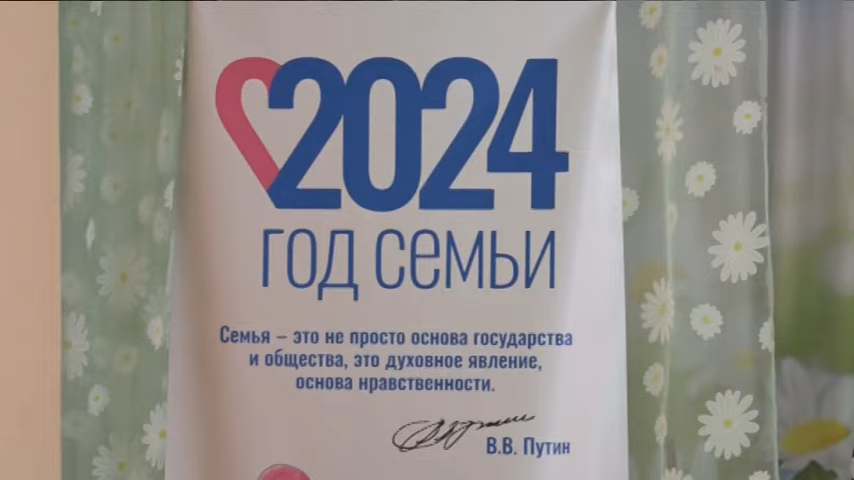 2024
ГОД СЕМЬИ
Семья – это не просто основа государства
и общества, это духовное явление,
основа нравственности.
В.В. Путин